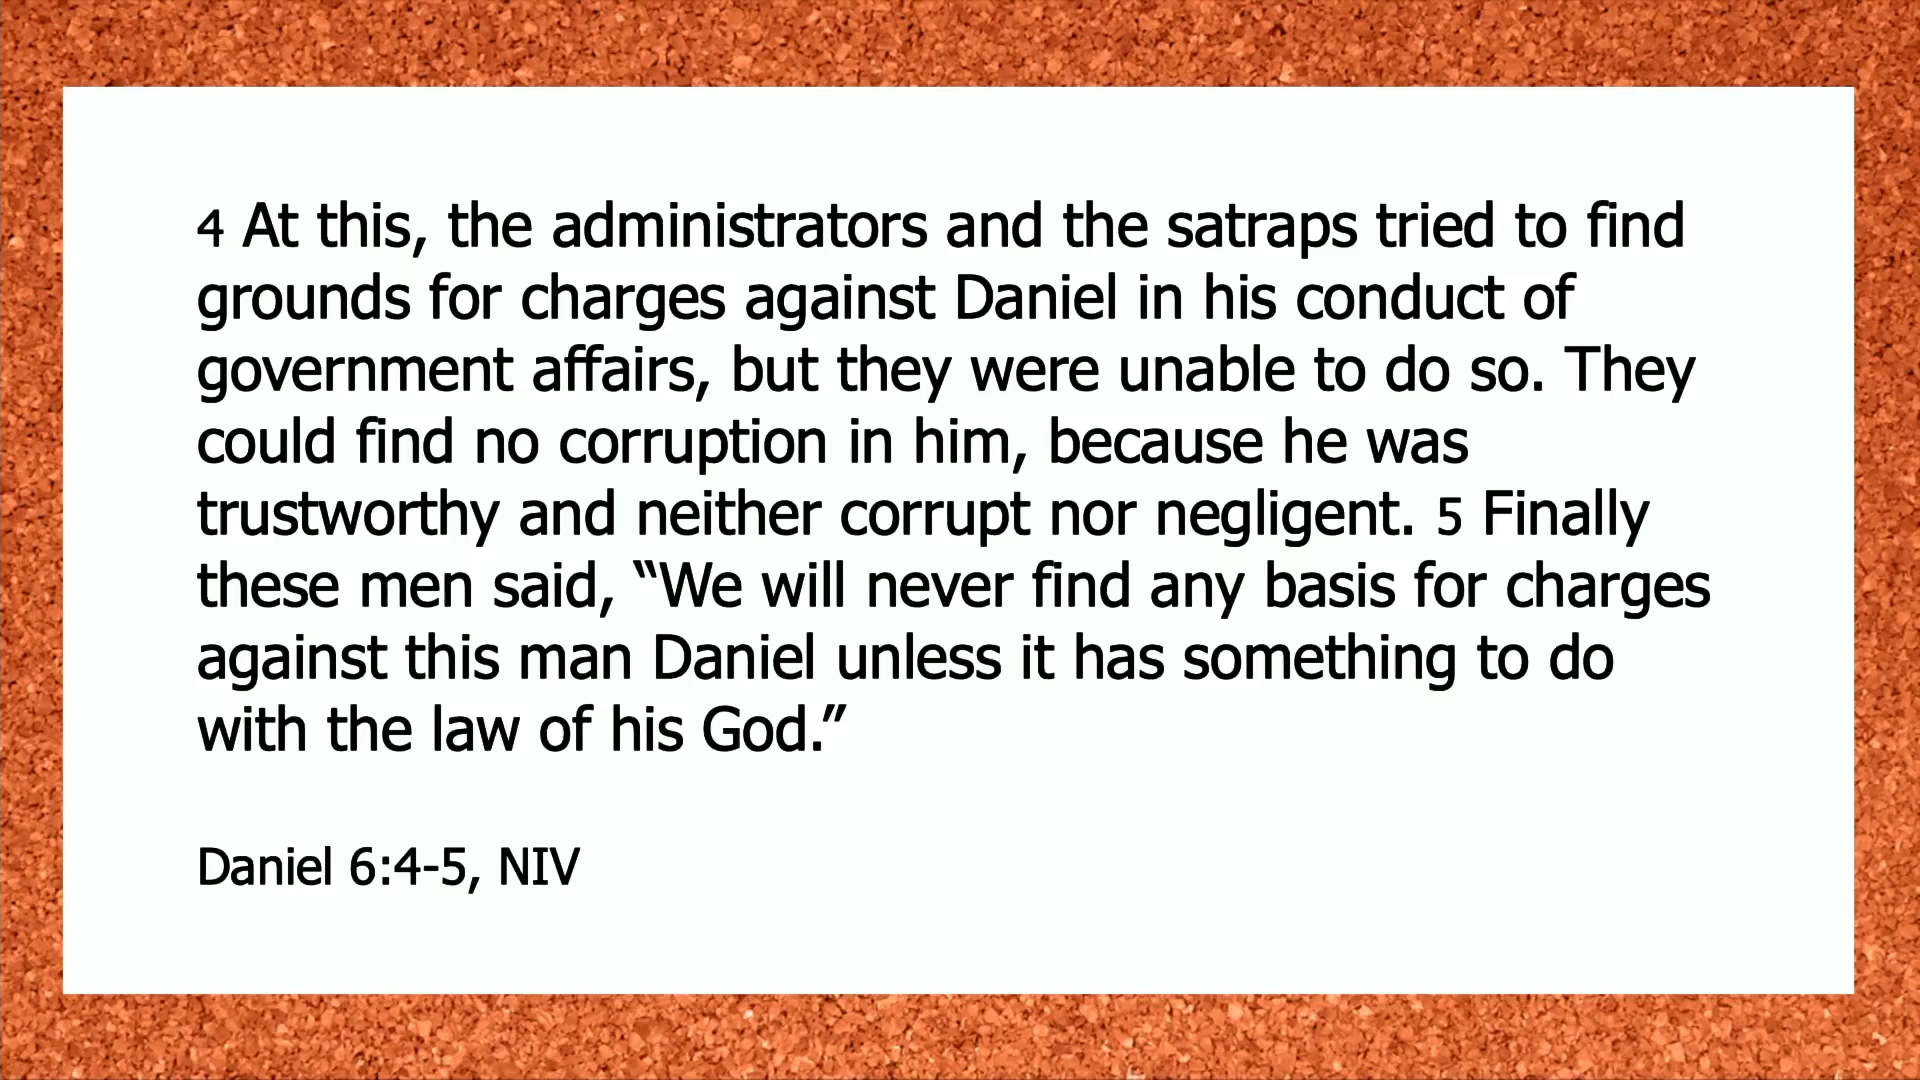 4 At this, the administrators and the satraps tried to find
grounds for charges against Daniel in his conduct of
government affairs, but they were unable to do so. They
could find no corruption in him, because he was
trustworthy and neither corrupt nor negligent. 5 Finally
these men said, “We will never find any basis for charges
against this man Daniel unless it has something to do
with the law of his God.”
Daniel 6:4-5, NIV